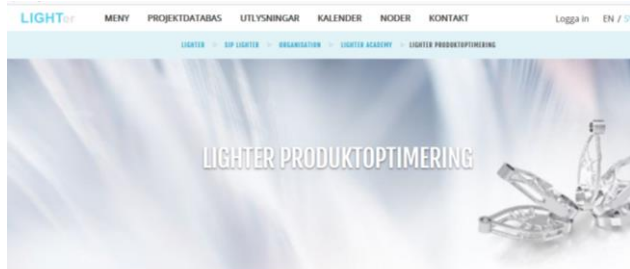 LIGHTer MENY PROJEKTDATABAS UTLYSNINGAR KALENDER NODER KONTAKT Logga in EN / S
LIGHTER > SIP LIGHTER > ORGANISATION > LIGHTER ACADEMY > LIGHTER PRODUKTOPTIMERING
LIGHTER PRODUKTOPTIMERING